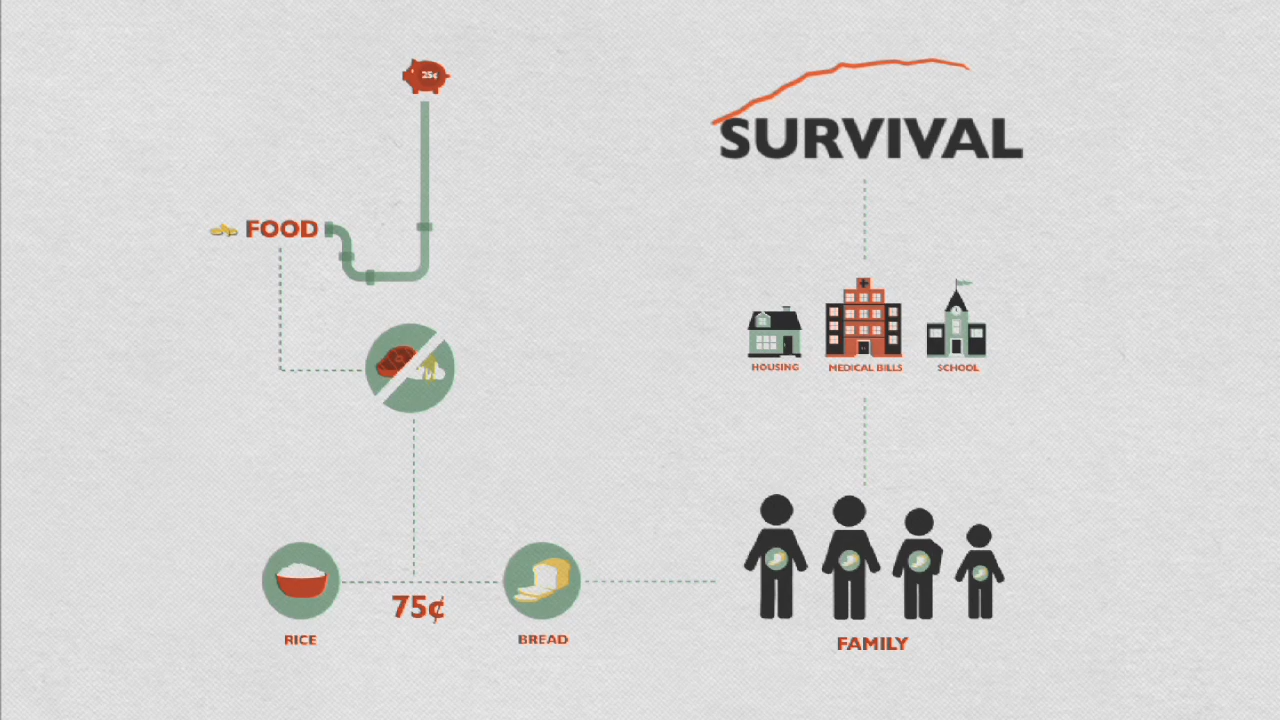 25¢
SURVIVAL
FOOD
HOUSING
MEDICAL BILLS
SCHOOL
75¢
RICE
BREAD
FAMILY